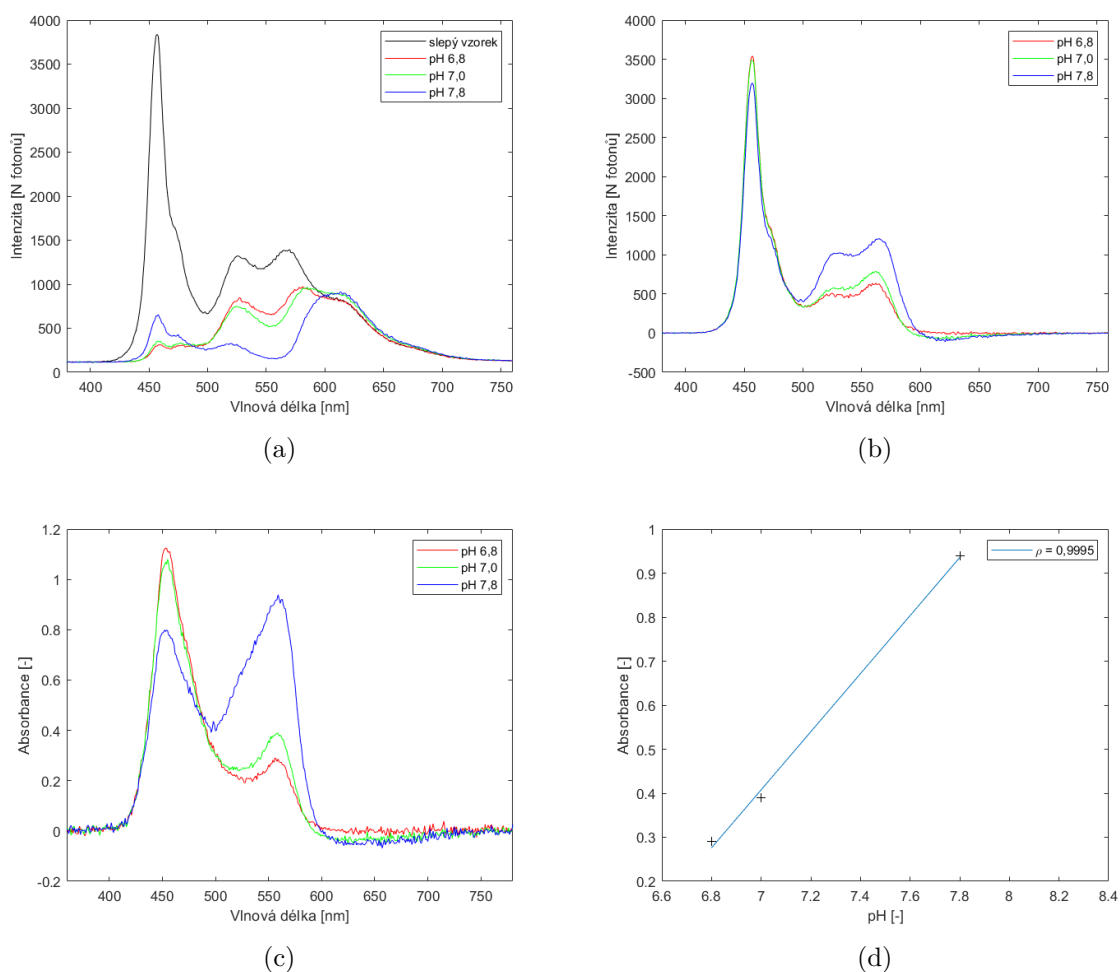 4000
3500
3000
2500
2000
1500
1000
500
0
400 450 500 550 600 650 700 750
Vlnová délka [nm]
Intenzita [N fotonů]
slepý vzorek
pH 6,8
pH 7,0
pH 7,8
(a)
4000
3500
3000
2500
2000
1500
1000
500
0
-500
400 450 500 550 600 650 700 750
Vlnová délka [nm]
Intenzita [N fotonů]
pH 6,8
pH 7,0
pH 7,8
(b)
1.2
1
0.8
0.6
0.4
0.2
0
-0.2
400 450 500 550 600 650 700 750
Vlnová délka [nm]
Absorbance [-]
pH 6,8
pH 7,0
pH 7,8
(c)
1
0.9
0.8
0.7
0.6
0.5
0.4
0.3
0.2
6.6 6.8 7 7.2 7.4 7.6 7.8 8 8.2 8.4
pH [-]
Absorbance [-]
ρ = 0,9995
(d)